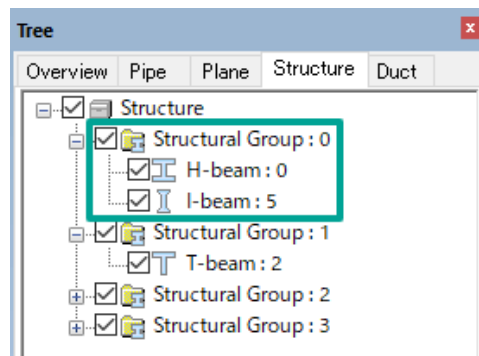 Tree
Overview Pipe Plane Structure Duct
Structure
Structural Group : 0
H-beam : 0
I-beam : 5
Structural Group : 1
T-beam : 2
Structural Group : 2
Structural Group : 3